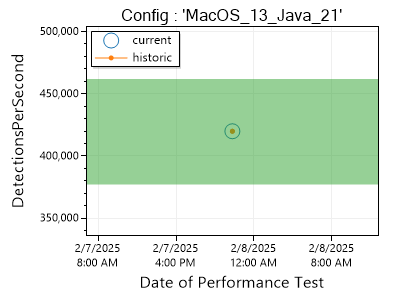 Config : 'MacOS_13_Java_21'
current
historic
DetectionsPerSecond
500,000
450,000
400,000
350,000
2/7/2025 2/7/2025 2/8/2025 2/8/2025
8:00 AM 4:00 PM 12:00 AM 8:00 AM
Date of Performance Test